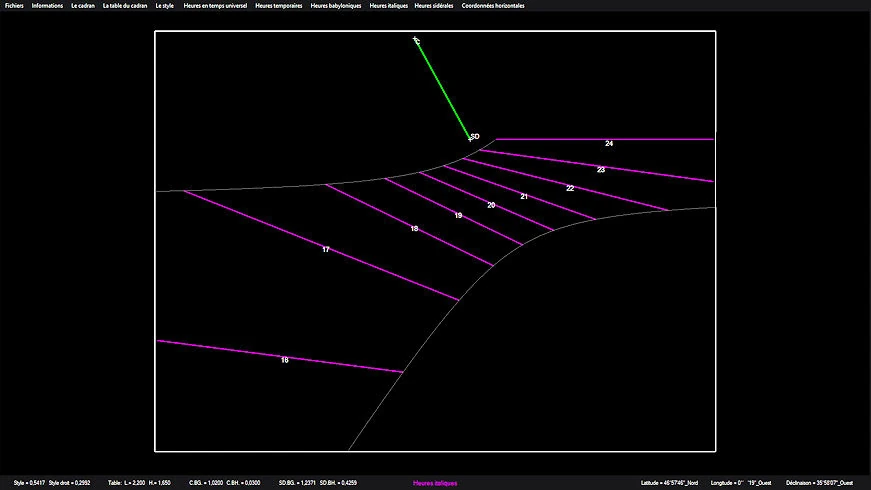 Fichiers Informations Le cadran La table du cadran Le style Heures en temps universel Heures temporaires Heures babyloniques Heures italiques Heures sidérales Coordonnées horizontales
C
SD
24
23
22
21
20
19
18
17
16
Style = 0,5417 Style droit = 0,2992 Table: L = 2,200 H = 1,650 C.BG. = 1,0200 C.BH. = 0,0300 SD.BG. = 1,2371 SD.BH. = 0,4259 Heures italiques Latitude = 46°57'46"_Nord Longitude = 0° '19"_Ouest Déclinaison = 35°58'07"_Ouest